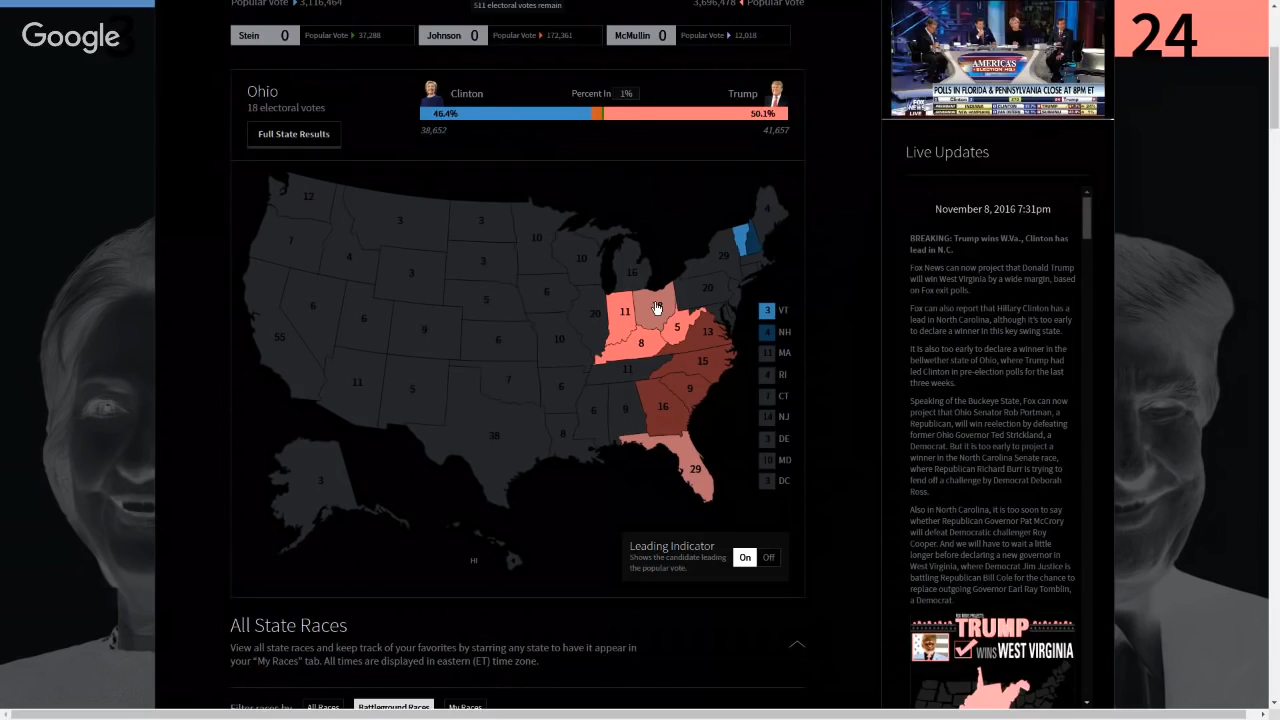 Google
3
24
Popular Vote 3,116,464
511 electoral votes remain
3,696,478 Popular Vote
Stein 0 Popular Vote 37,288
Johnson 0 Popular Vote 172,361
McMullin 0 Popular Vote 12,018
Ohio
18 electoral votes
Full State Results
Clinton
Percent In 1%
Trump
46.4%
50.1%
38,652
41,657
12
3
3
10
4
7
4
3
3
10
16
29
20
6
6
5
6
20
11
5
13
55
9
6
10
8
15
11
5
7
6
11
9
16
6
9
38
8
29
3
HI
3 VT
4 NH
11 MA
4 RI
7 CT
14 NJ
3 DE
10 MD
3 DC
Leading Indicator
Shows the candidate leading
the popular vote.
On Off
All State Races
View all state races and keep track of your favorites by starring any state to have it appear in
your “My Races” tab. All times are displayed in eastern (ET) time zone.
Filter races by
All Races
Battleground Races
My Races
AMERICA'S
ELECTION HQ
POLLS IN FLORIDA & PENNSYLVANIA CLOSE AT 8PM ET
FOX
NEWS
LIVE
Live Updates
November 8, 2016 7:31pm
BREAKING: Trump wins W.Va., Clinton has
lead in N.C.
Fox News can now project that Donald Trump
will win West Virginia by a wide margin, based
on Fox exit polls.
Fox can also report that Hillary Clinton has a
lead in North Carolina, although it's too early
to declare a winner in this key swing state.
It is also too early to declare a winner in the
bellwether state of Ohio, where Trump had
led Clinton in pre-election polls for the last
three weeks.
Speaking of the Buckeye State, Fox can now
project that Ohio Senator Rob Portman, a
Republican, will win reelection by defeating
former Ohio Governor Ted Strickland, a
Democrat. But it is too early to project a
winner in the North Carolina Senate race,
where Republican Richard Burr is trying to
fend off a challenge by Democrat Deborah
Ross.
Also in North Carolina, it is too soon to say
whether Republican Governor Pat McCrory
will defeat Democratic challenger Roy
Cooper. And we will have to wait a little
longer before declaring a new governor in
West Virginia, where Democrat Jim Justice is
battling Republican Bill Cole for the chance to
replace outgoing Governor Earl Ray Tomblin,
a Democrat.
TRUMP
WINS WEST VIRGINIA